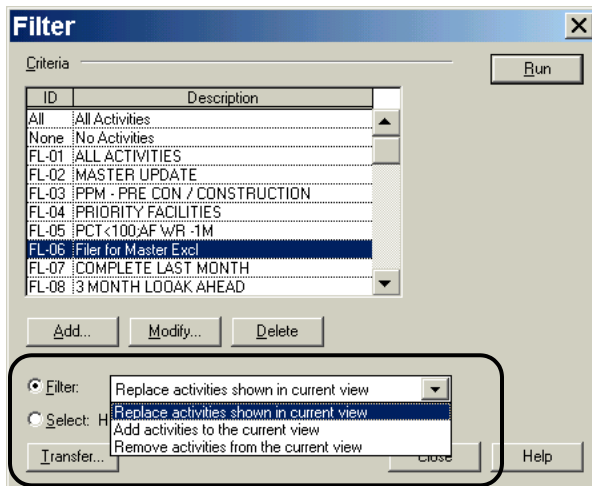 Filter
Criteria
Run
ID Description
All All Activities
None No Activities
FL-01 ALL ACTIVITIES
FL-02 MASTER UPDATE
FL-03 PPM - PRE CON / CONSTRUCTION
FL-04 PRIORITY FACILITIES
FL-05 PCT<100;AF WR -1M
FL-06 Filer for Master Excl
FL-07 COMPLETE LAST MONTH
FL-08 3 MONTH LOOAK AHEAD
Add... Modify... Delete
Filter: Replace activities shown in current view
Select: H Replace activities shown in current view
Add activities to the current view
Remove activities from the current view
Transfer... Close Help